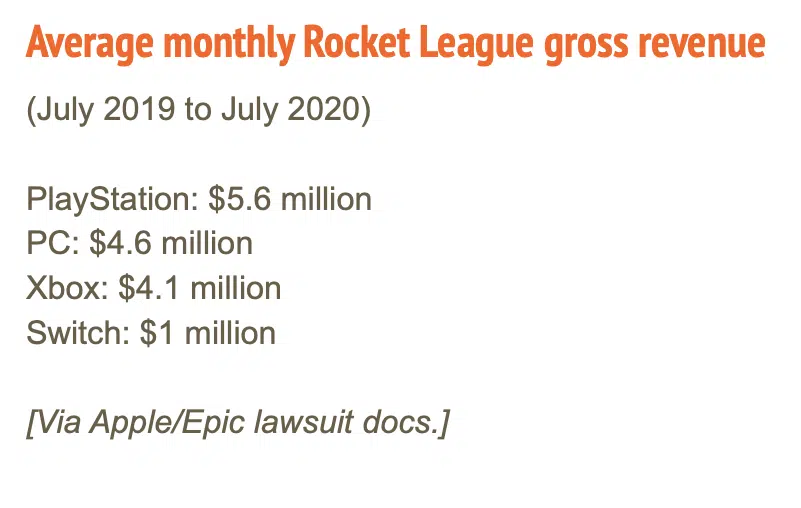 Average monthly Rocket League gross revenue
(July 2019 to July 2020)
PlayStation: $5.6 million
PC: $4.6 million
Xbox: $4.1 million
Switch: $1 million
[Via Apple/Epic lawsuit docs.]